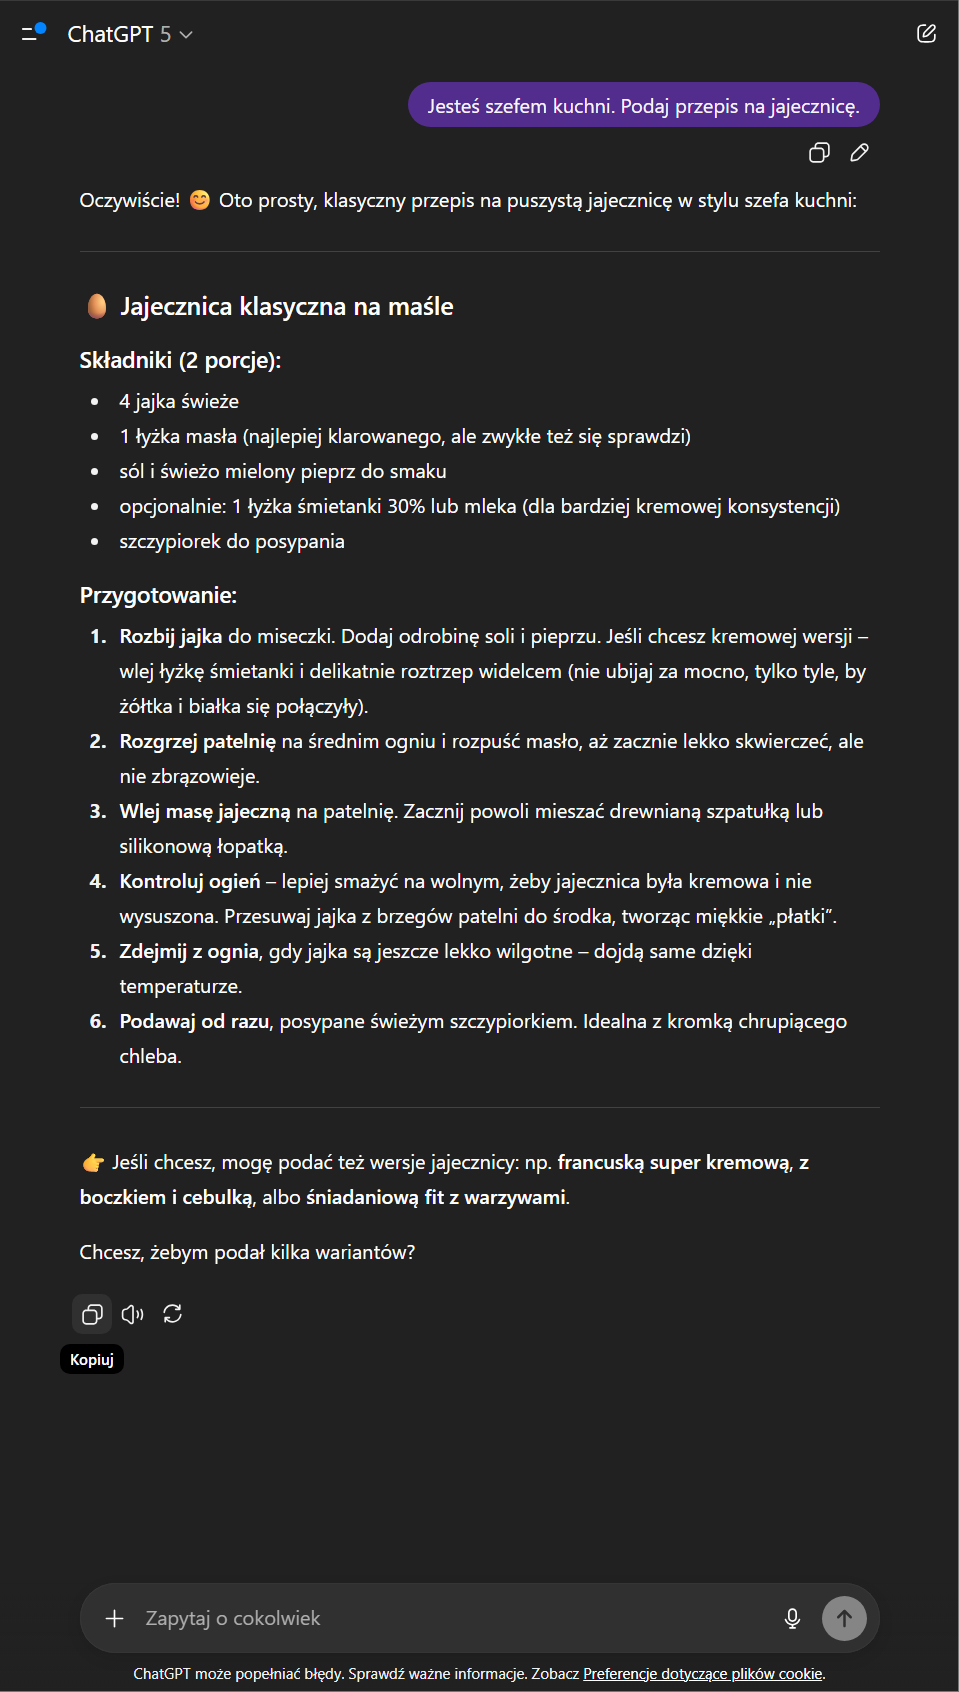 ChatGPT 5
Jesteś szefem kuchni. Podaj przepis na jajecznicę.
Oczywiście! 😊 Oto prosty, klasyczny przepis na puszystą jajecznicę w stylu szefa kuchni:
🥚 Jajecznica klasyczna na maśle
Składniki (2 porcje):
• 4 jajka świeże
• 1 łyżka masła (najlepiej klarowanego, ale zwykłe też się sprawdzi)
• sól i świeżo mielony pieprz do smaku
• opcjonalnie: 1 łyżka śmietanki 30% lub mleka (dla bardziej kremowej konsystencji)
• szczypiorek do posypania
Przygotowanie:
1. Rozbij jajka do miseczki. Dodaj odrobinę soli i pieprzu. Jeśli chcesz kremowej wersji –
wlej łyżkę śmietanki i delikatnie roztrzep widelcem (nie ubijaj za mocno, tylko tyle, by
żółtka i białka się połączyły).
2. Rozgrzej patelnię na średnim ogniu i rozpuść masło, aż zacznie lekko skwierczeć, ale
nie zbrązowieje.
3. Wlej masę jajeczną na patelnię. Zacznij powoli mieszać drewnianą szpatułką lub
silikonową łopatką.
4. Kontroluj ogień – lepiej smażyć na wolnym, żeby jajecznica była kremowa i nie
wysuszona. Przesuwaj jajka z brzegów patelni do środka, tworząc miękkie „płatki”.
5. Zdejmij z ognia, gdy jajka są jeszcze lekko wilgotne – dojdą same dzięki
temperaturze.
6. Podawaj od razu, posypane świeżym szczypiorkiem. Idealna z kromką chrupiącego
chleba.
👉 Jeśli chcesz, mogę podać też wersje jajecznicy: np. francuską super kremową, z
boczkiem i cebulką, albo śniadaniową fit z warzywami.
Chcesz, żebym podał kilka wariantów?
Kopiuj
Zapytaj o cokolwiek
ChatGPT może popełniać błędy. Sprawdź ważne informacje. Zobacz Preferencje dotyczące plików cookie.